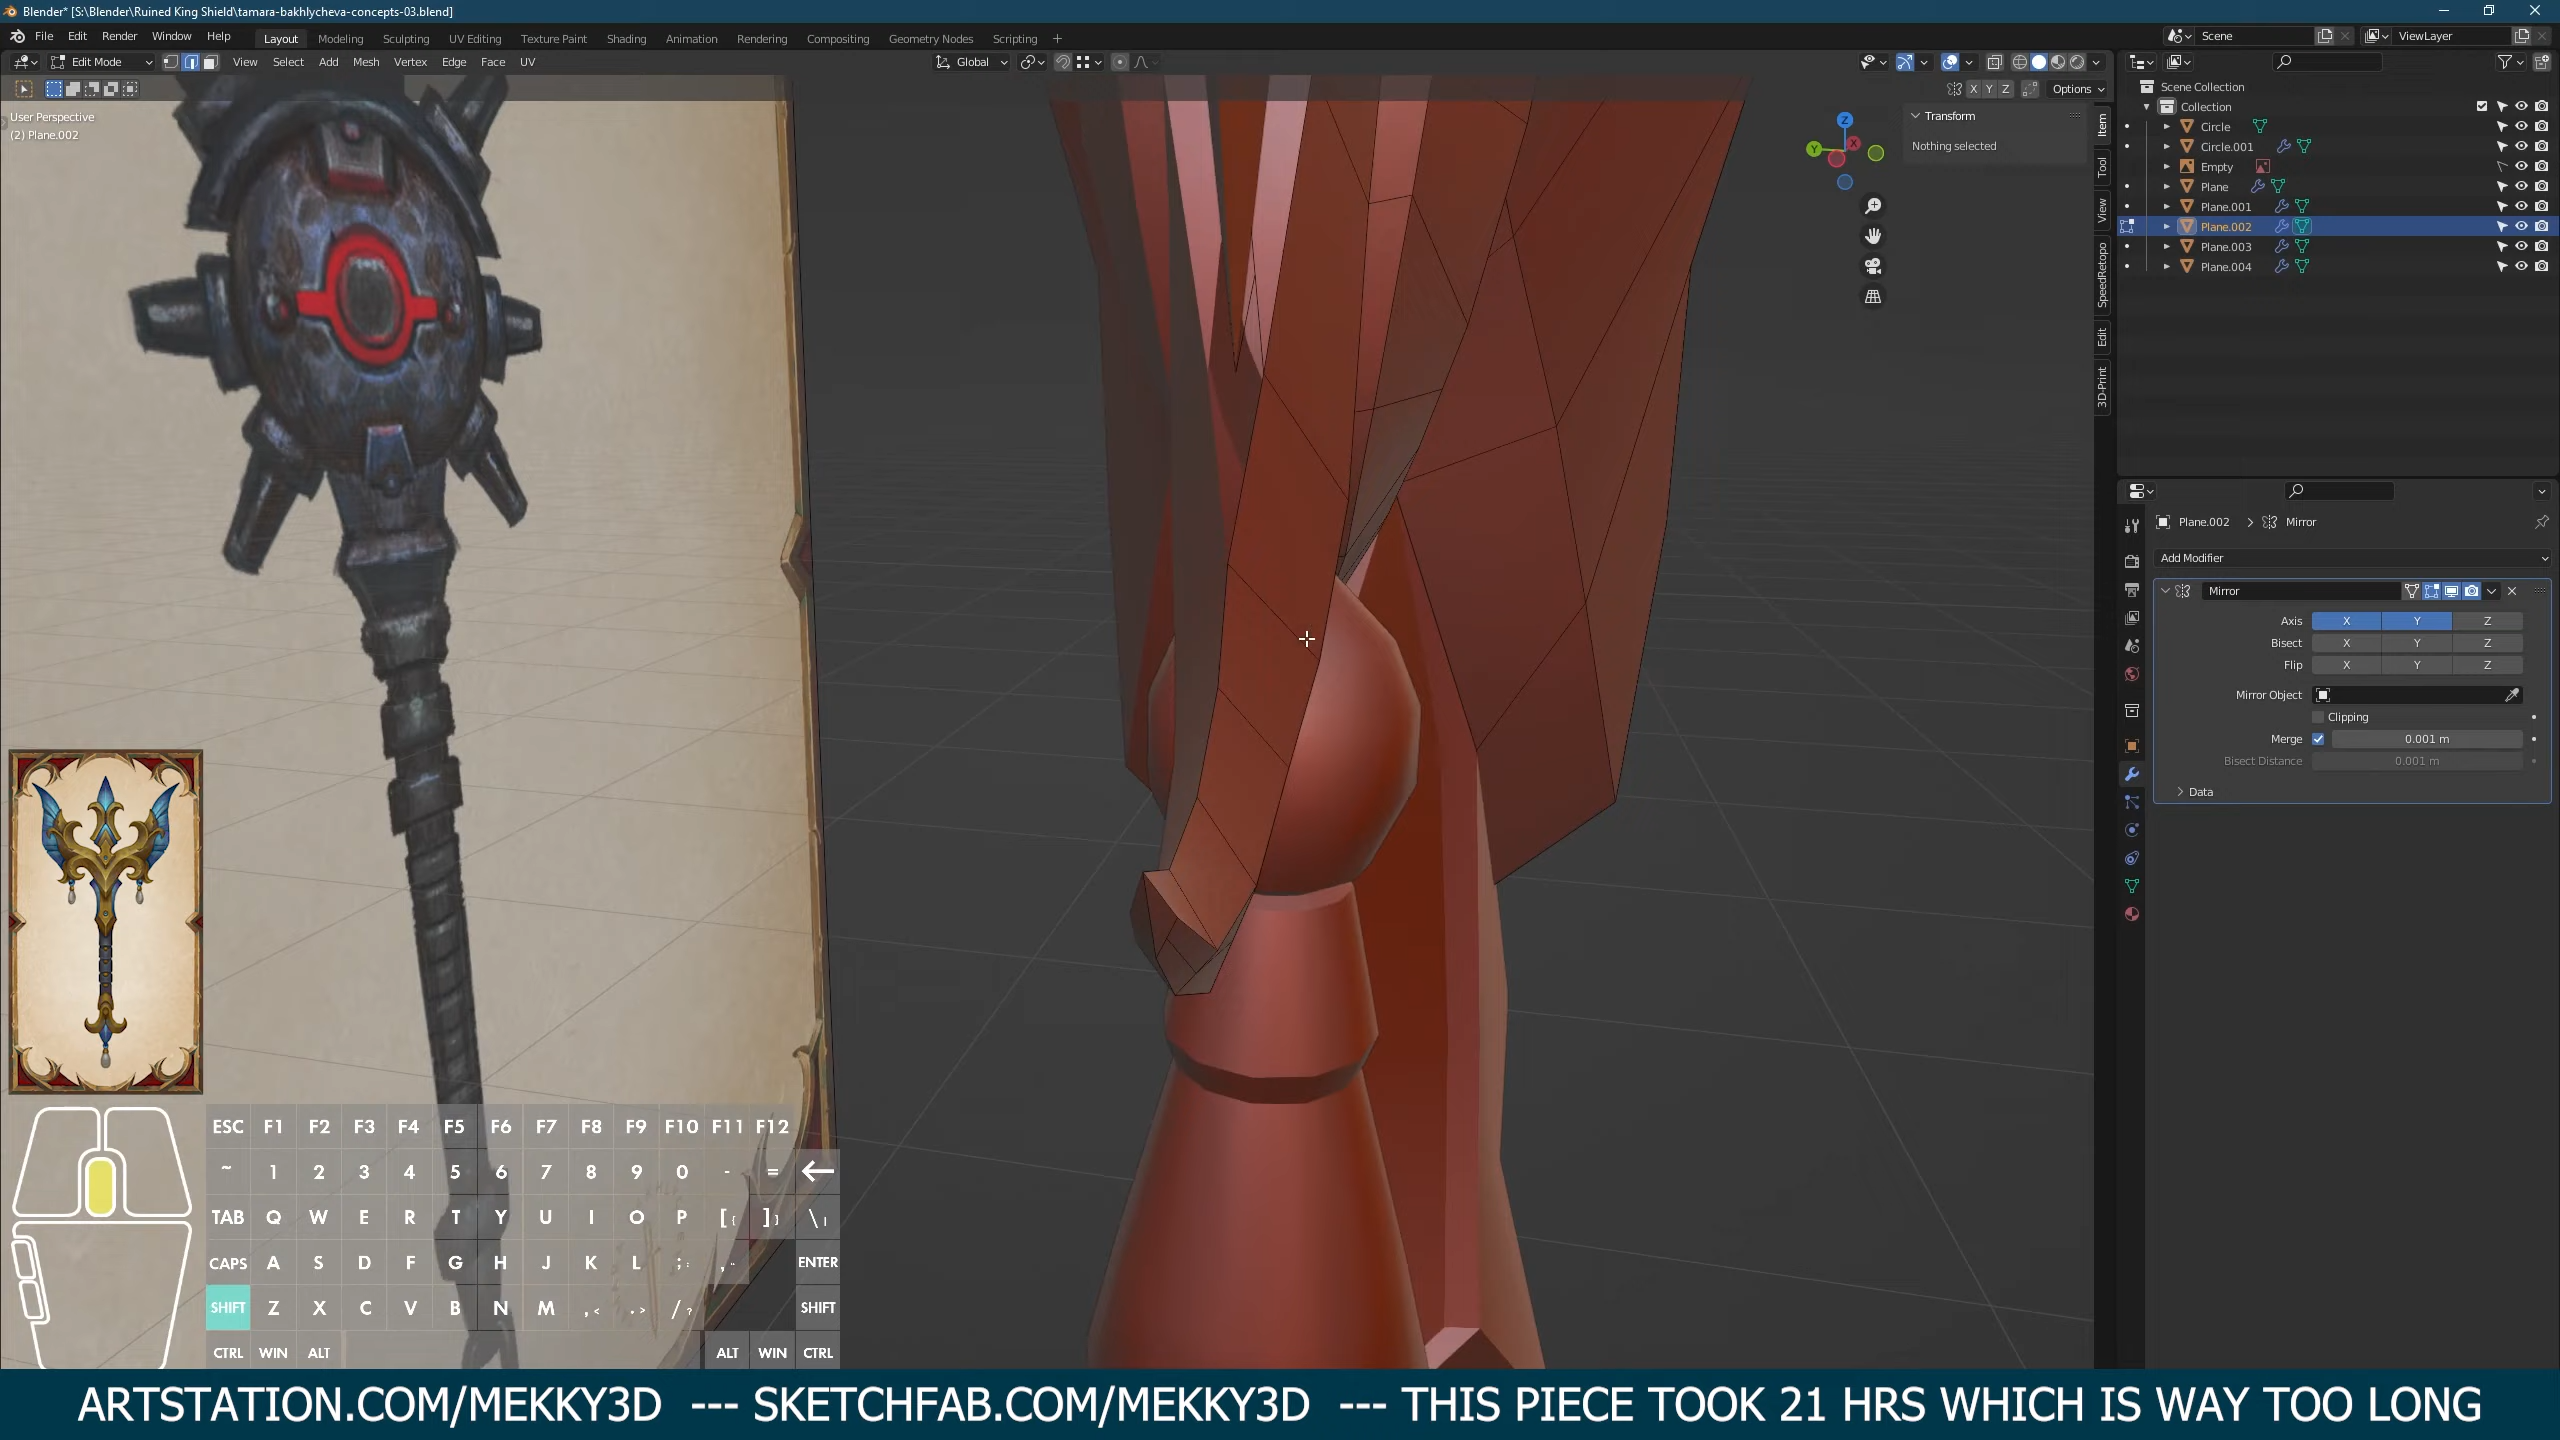 Blender* [S:\Blender\Ruined King Shield\tamara-bakhlycheva-concepts-03.blend]
File Edit Render Window Help Layout Modeling Sculpting UV Editing Texture Paint Shading Animation Rendering Compositing Geometry Nodes Scripting + Scene ViewLayer
Edit Mode View Select Add Mesh Vertex Edge Face UV Global
X Y Z Options
User Perspective
(2) Plane.002
Transform
Nothing selected
Item
Tool
View
SpeedRetopo
Edit
3D-Print
Z
Y
X
Scene Collection
Collection
Circle
Circle.001
Empty
Plane
Plane.001
Plane.002
Plane.003
Plane.004
Plane.002 > Mirror
Add Modifier
Mirror
Axis X Y Z
Bisect X Y Z
Flip X Y Z
Mirror Object
Clipping
Merge 0.001 m
Bisect Distance 0.001 m
Data
ESC F1 F2 F3 F4 F5 F6 F7 F8 F9 F10 F11 F12
~ 1 2 3 4 5 6 7 8 9 0 - =
TAB Q W E R T Y U I O P [{ ]} \|
CAPS A S D F G H J K L ;: ,¨ ENTER
SHIFT Z X C V B N M ,< .> /? SHIFT
CTRL WIN ALT ALT WIN CTRL
ARTSTATION.COM/MEKKY3D --- SKETCHFAB.COM/MEKKY3D --- THIS PIECE TOOK 21 HRS WHICH IS WAY TOO LONG